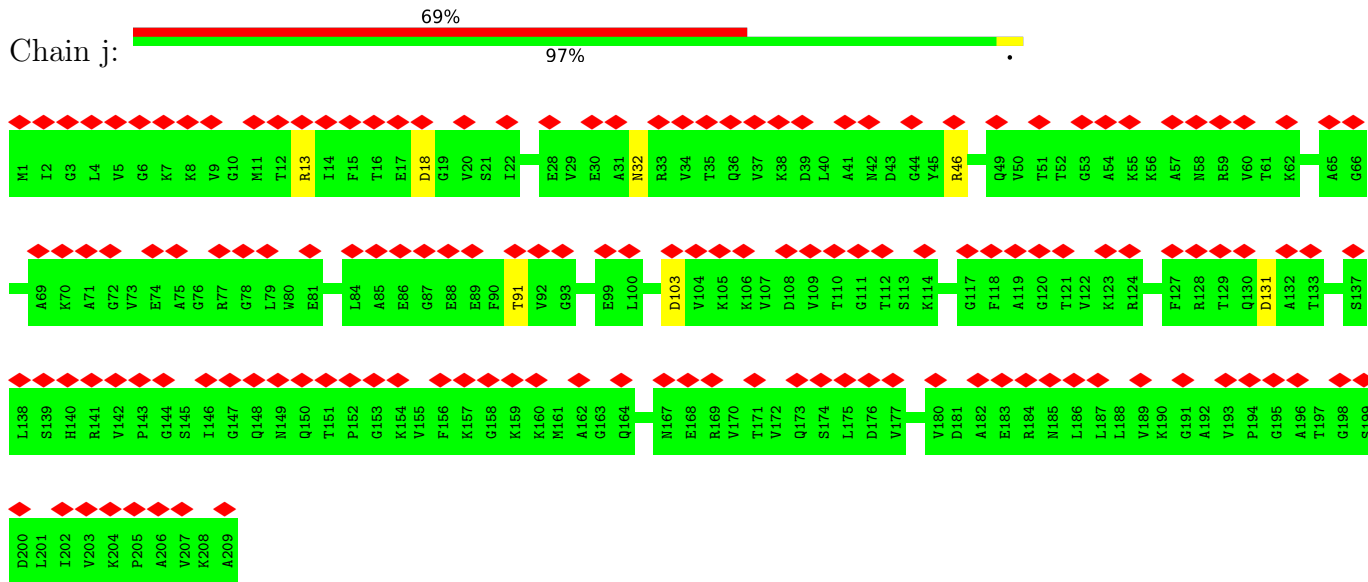 69%
Chain j:
97%
.
M1 I2 G3 L4 V5 G6 K7 K8 V9 G10 M11 T12 R13 I14 F15 T16 E17 D18 G19 V20 S21 I22 E28 V29 E30 A31 N32 R33 V34 T35 Q36 V37 K38 D39 L40 A41 N42 D43 G44 Y45 R46 Q49 V50 T51 T52 G53 A54 K55 K56 A57 N58 R59 V60 T61 K62 A65 G66
A69 K70 A71 G72 V73 E74 A75 G76 R77 G78 L79 W80 E81 L84 A85 E86 G87 E88 E89 F90 T91 V92 G93 E99 L100 D103 V104 K105 K106 V107 D108 V109 T110 G111 T112 S113 K114 G117 F118 A119 G120 T121 V122 K123 R124 F127 R128 T129 Q130 D131 A132 T133 S137
L138 S139 H140 R141 V142 P143 G144 S145 I146 G147 Q148 N149 Q150 T151 P152 G153 K154 V155 F156 K157 G158 K159 K160 M161 A162 G163 Q164 N167 E168 R169 V170 T171 V172 Q173 S174 L175 D176 V177 V180 D181 A182 E183 R184 N185 L186 L187 L188 V189 K190 G191 A192 V193 P194 G195 A196 T197 G198 S199
D200 L201 I202 V203 K204 P205 A206 V207 K208 A209